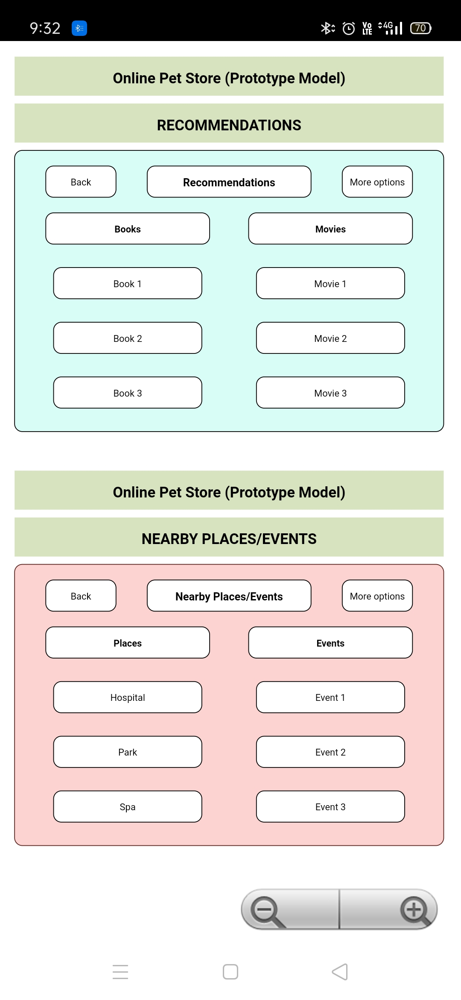 9:32 Vo LTE 4G 70
Online Pet Store (Prototype Model)
RECOMMENDATIONS
Back Recommendations More options
Books Movies
Book 1 Movie 1
Book 2 Movie 2
Book 3 Movie 3
Online Pet Store (Prototype Model)
NEARBY PLACES/EVENTS
Back Nearby Places/Events More options
Places Events
Hospital Event 1
Park Event 2
Spa Event 3